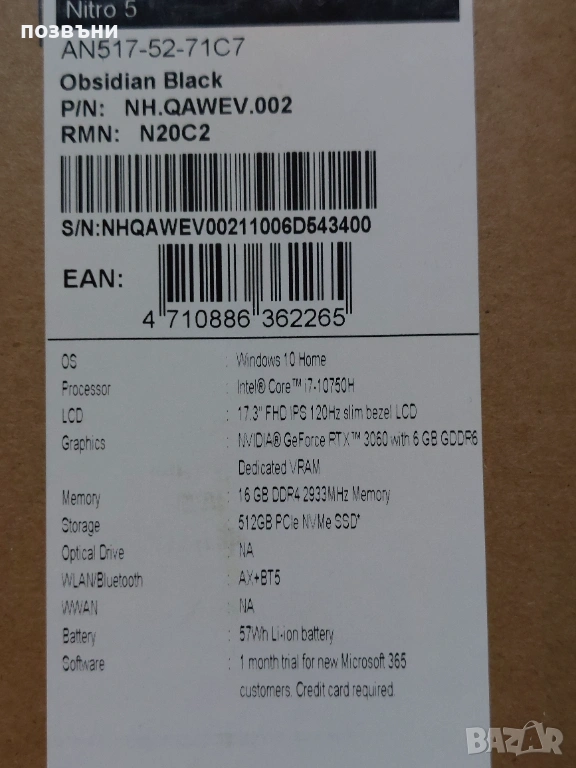 Nitro 5
позвъни
AN517-52-71C7
Obsidian Black
P/N: NH.QAWEV.002
RMN: N20C2
S/N:NHQAWEV00211006D543400
EAN:
4 710886 362265
OS : Windows 10 Home
Processor : Intel® Core™ i7-10750H
LCD : 17.3" FHD IPS 120Hz slim bezel LCD
Graphics : NVIDIA® GeForce RTX™ 3060 with 6 GB GDDR6
Dedicated VRAM
Memory : 16 GB DDR4 2933MHz Memory
Storage : 512GB PCIe NVMe SSD*
Optical Drive : NA
WLAN/Bluetooth : AX+BT5
WWAN : NA
Battery : 57Wh Li-ion battery
Software : 1 month trial for new Microsoft 365
customers. Credit card required.
BAZAR